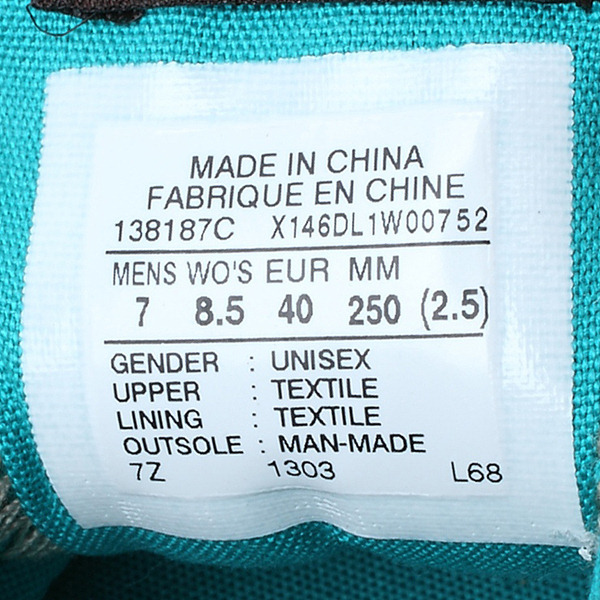 MADE IN CHINA
FABRIQUE EN CHINE
138187C X146DL1W00752
MENS WO'S EUR MM
7 8.5 40 250 (2.5)
GENDER : UNISEX
UPPER : TEXTILE
LINING : TEXTILE
OUTSOLE : MAN-MADE
7Z 1303 L68